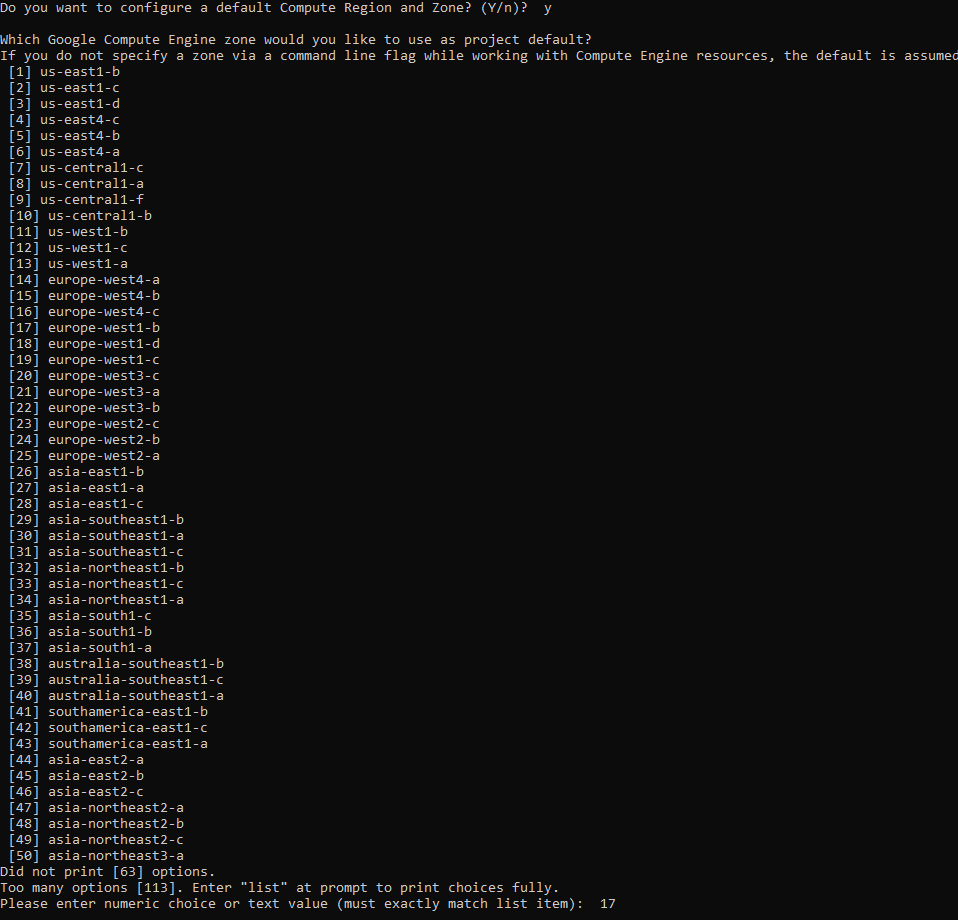 Do you want to configure a default Compute Region and Zone? (Y/n)?  y
Which Google Compute Engine zone would you like to use as project default?
If you do not specify a zone via a command line flag while working with Compute Engine resources, the default is assumed
[1] us-east1-b
[2] us-east1-c
[3] us-east1-d
[4] us-east4-c
[5] us-east4-b
[6] us-east4-a
[7] us-central1-c
[8] us-central1-a
[9] us-central1-f
[10] us-central1-b
[11] us-west1-b
[12] us-west1-c
[13] us-west1-a
[14] europe-west4-a
[15] europe-west4-b
[16] europe-west4-c
[17] europe-west1-b
[18] europe-west1-d
[19] europe-west1-c
[20] europe-west3-c
[21] europe-west3-a
[22] europe-west3-b
[23] europe-west2-c
[24] europe-west2-b
[25] europe-west2-a
[26] asia-east1-b
[27] asia-east1-a
[28] asia-east1-c
[29] asia-southeast1-b
[30] asia-southeast1-a
[31] asia-southeast1-c
[32] asia-northeast1-b
[33] asia-northeast1-c
[34] asia-northeast1-a
[35] asia-south1-c
[36] asia-south1-b
[37] asia-south1-a
[38] australia-southeast1-b
[39] australia-southeast1-c
[40] australia-southeast1-a
[41] southamerica-east1-b
[42] southamerica-east1-c
[43] southamerica-east1-a
[44] asia-east2-a
[45] asia-east2-b
[46] asia-east2-c
[47] asia-northeast2-a
[48] asia-northeast2-b
[49] asia-northeast2-c
[50] asia-northeast3-a
Did not print [63] options.
Too many options [113]. Enter "list" at prompt to print choices fully.
Please enter numeric choice or text value (must exactly match list item):  17